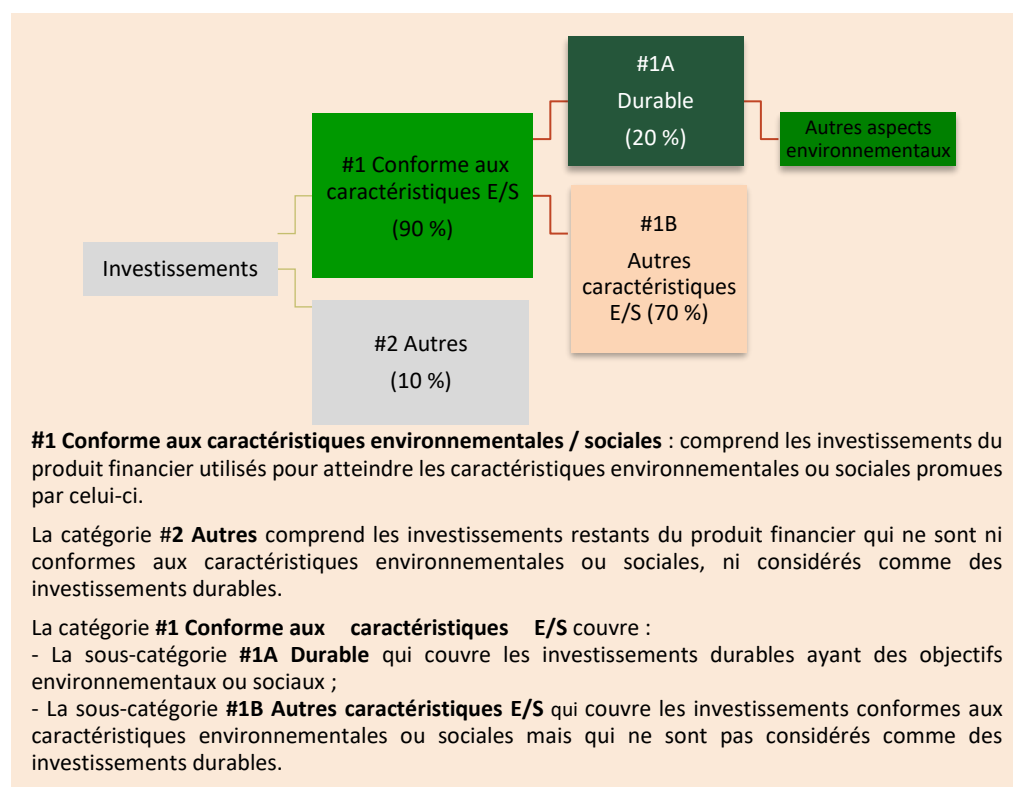 #1A
Durable
(20 %)
Autres aspects
environnementaux
#1 Conforme aux
caractéristiques E/S
(90 %)
#1B
Autres
caractéristiques
E/S (70 %)
Investissements
#2 Autres
(10 %)
#1 Conforme aux caractéristiques environnementales / sociales : comprend les investissements du
produit financier utilisés pour atteindre les caractéristiques environnementales ou sociales promues
par celui-ci.
La catégorie #2 Autres comprend les investissements restants du produit financier qui ne sont ni
conformes aux caractéristiques environnementales ou sociales, ni considérés comme des
investissements durables.
La catégorie #1 Conforme aux caractéristiques E/S couvre :
- La sous-catégorie #1A Durable qui couvre les investissements durables ayant des objectifs
environnementaux ou sociaux ;
- La sous-catégorie #1B Autres caractéristiques E/S qui couvre les investissements conformes aux
caractéristiques environnementales ou sociales mais qui ne sont pas considérés comme des
investissements durables.